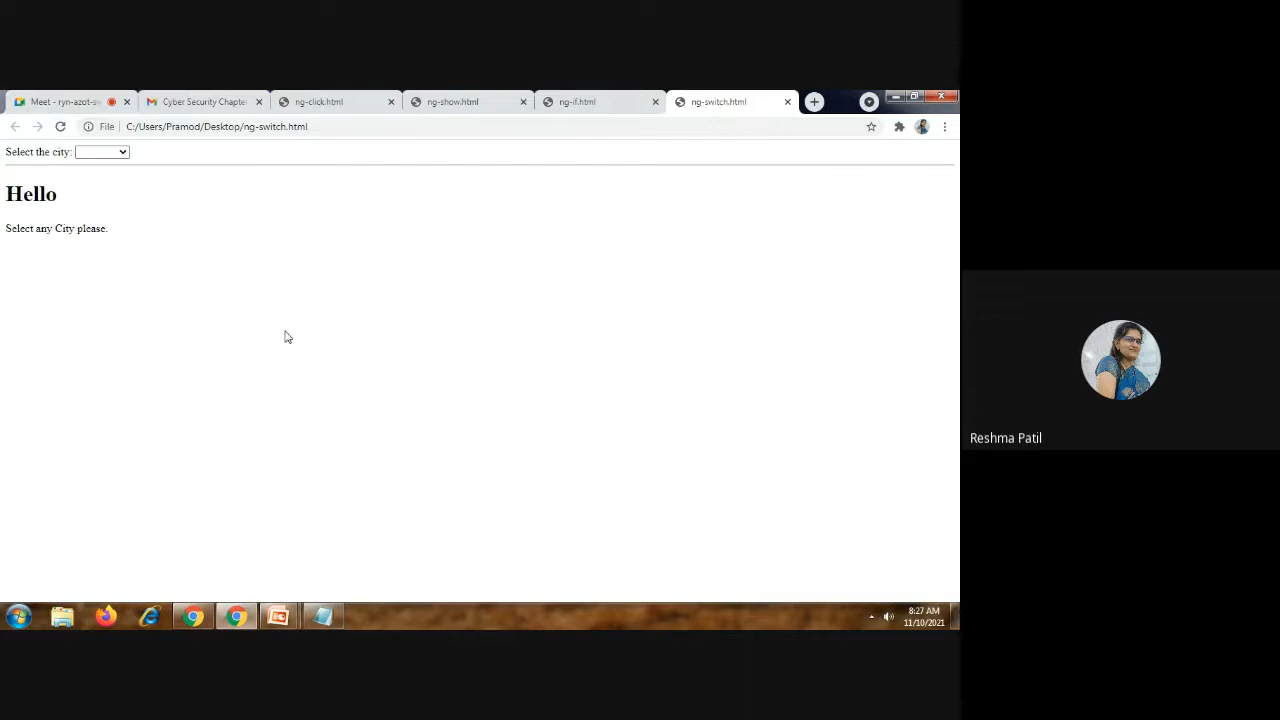 Meet - ryn-azot-sw
Cyber Security Chapter
ng-click.html
ng-show.html
ng-if.html
ng-switch.html
File
C:/Users/Pramod/Desktop/ng-switch.html
Select the city:
Hello
Select any City please.
Reshma Patil
8:27 AM
11/10/2021